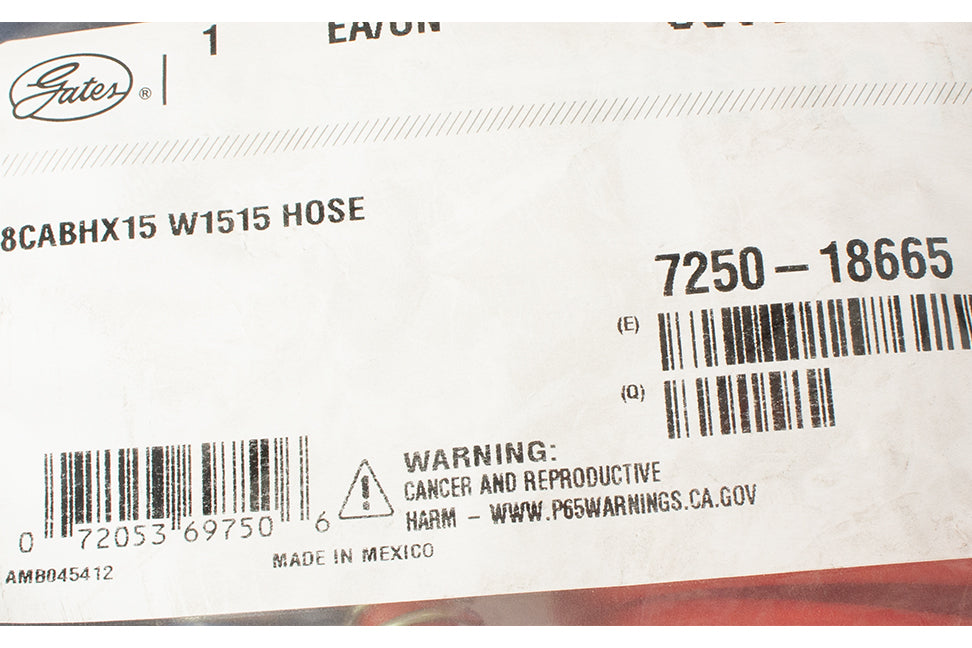 1 EA/UN
Gates ®
8CABHX15 W1515 HOSE
7250-18665
(E)
(Q)
WARNING:
CANCER AND REPRODUCTIVE
HARM - WWW.P65WARNINGS.CA.GOV
0 72053 69750 6
MADE IN MEXICO
AMB045412